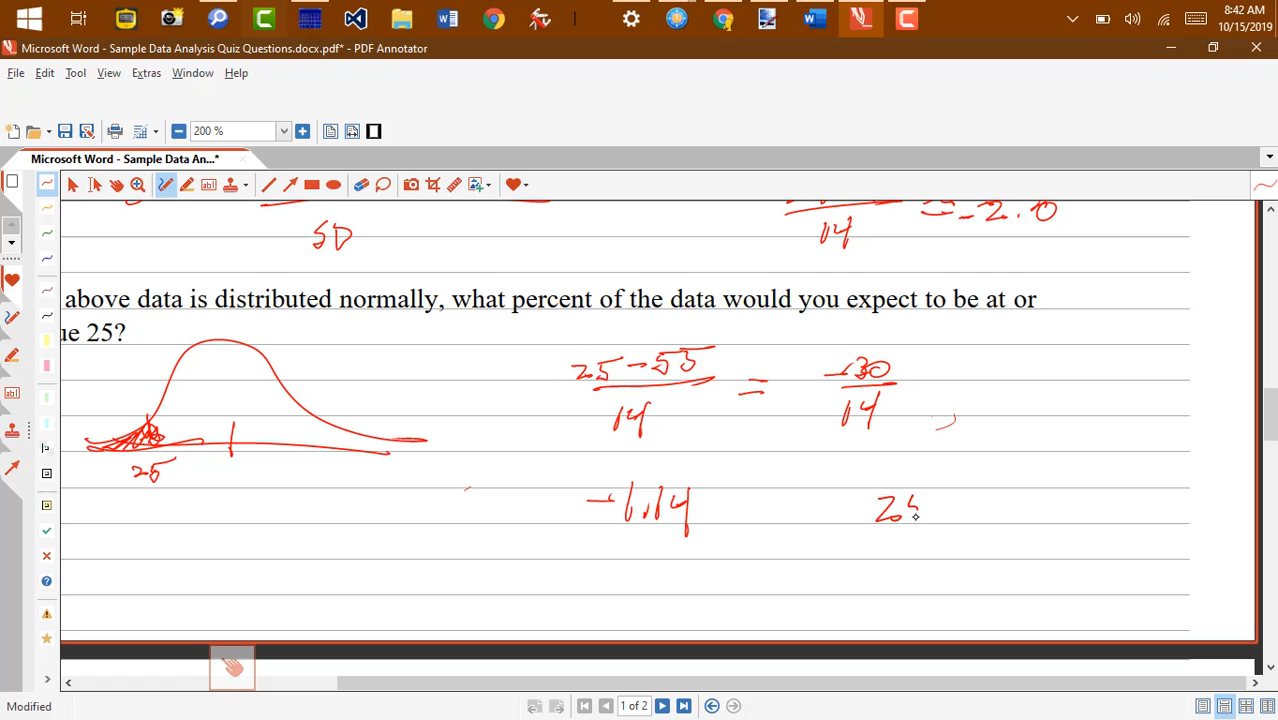 8:42 AM
10/15/2019
Microsoft Word - Sample Data Analysis Quiz Questions.docx.pdf* - PDF Annotator
File Edit Tool View Extras Window Help
200 %
Microsoft Word - Sample Data An...*
14 = -2.0
SD
above data is distributed normally, what percent of the data would you expect to be at or
ue 25?
25 - 55 = -30
14 14
25
-1.14
Modified
1 of 2